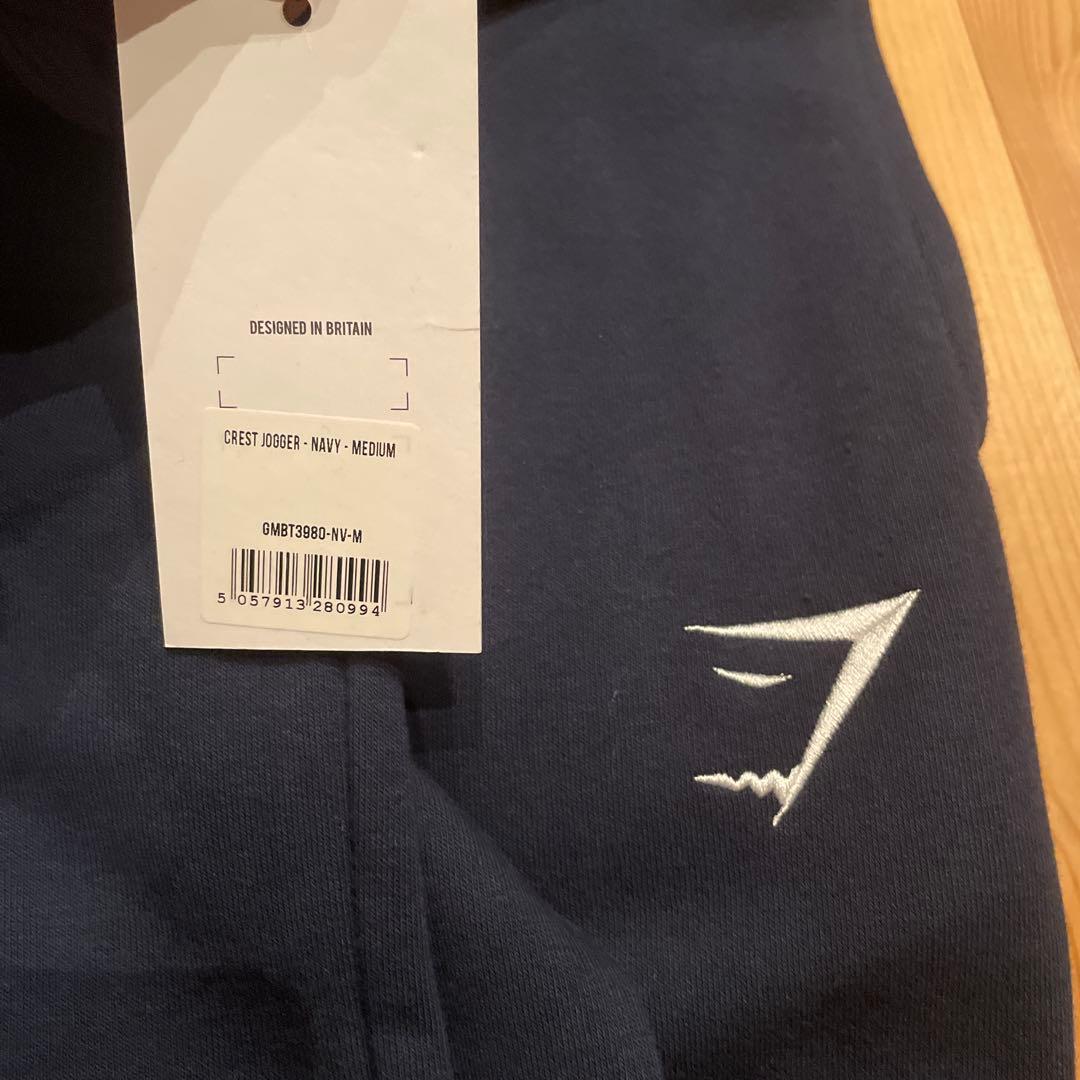 DESIGNED IN BRITAIN
CREST JOGGER - NAVY - MEDIUM
GMBT3980-NV-M
5 057913 280994